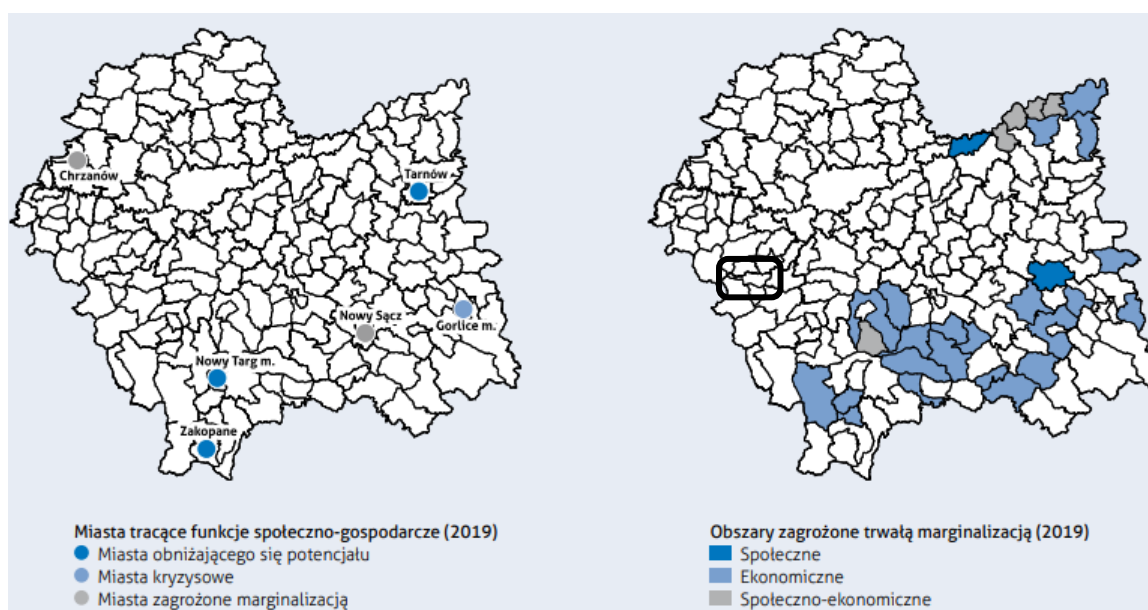 Chrzanów
Tarnów
Nowy Sącz
Gorlice m.
Nowy Targ m.
Zakopane
Miasta tracące funkcje społeczno-gospodarcze (2019)
Miasta obniżającego się potencjału
Miasta kryzysowe
Miasta zagrożone marginalizacją
Obszary zagrożone trwałą marginalizacją (2019)
Społeczne
Ekonomiczne
Społeczno-ekonomiczne